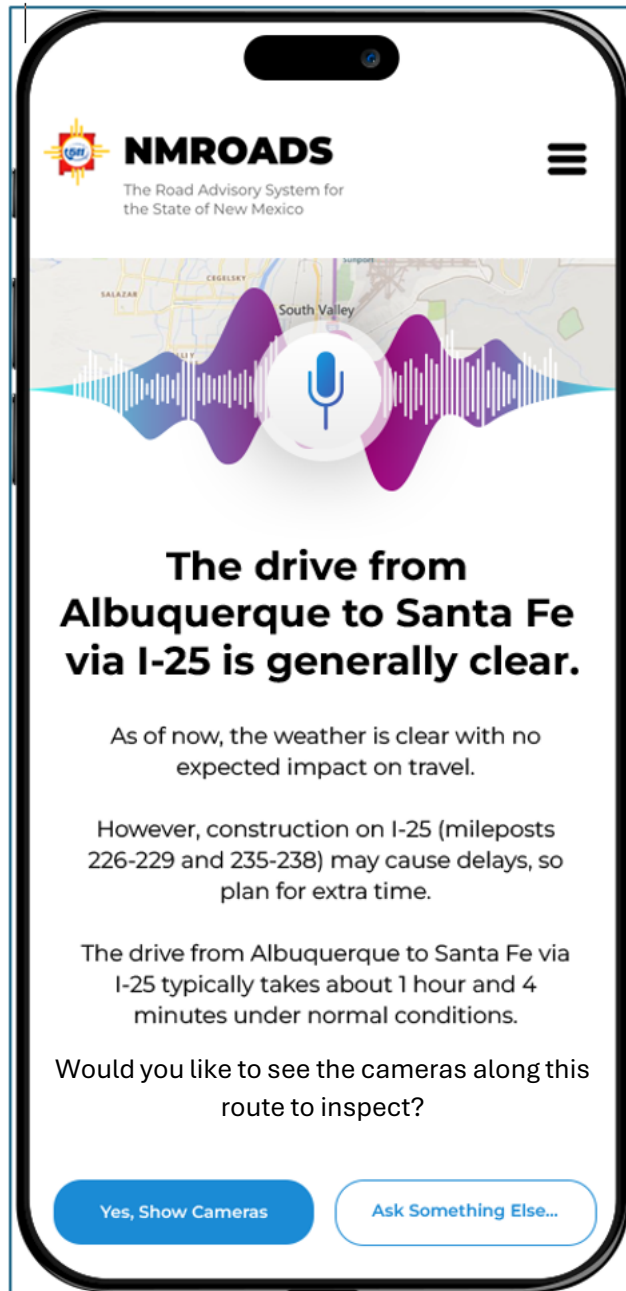 511
NMROADS
The Road Advisory System for
the State of New Mexico
Sunport
CEGELSKY
SALAZAR
South Valley
The drive from
Albuquerque to Santa Fe
via I-25 is generally clear.
As of now, the weather is clear with no
expected impact on travel.
However, construction on I-25 (mileposts
226-229 and 235-238) may cause delays, so
plan for extra time.
The drive from Albuquerque to Santa Fe via
I-25 typically takes about 1 hour and 4
minutes under normal conditions.
Would you like to see the cameras along this
route to inspect?
Yes, Show Cameras
Ask Something Else...